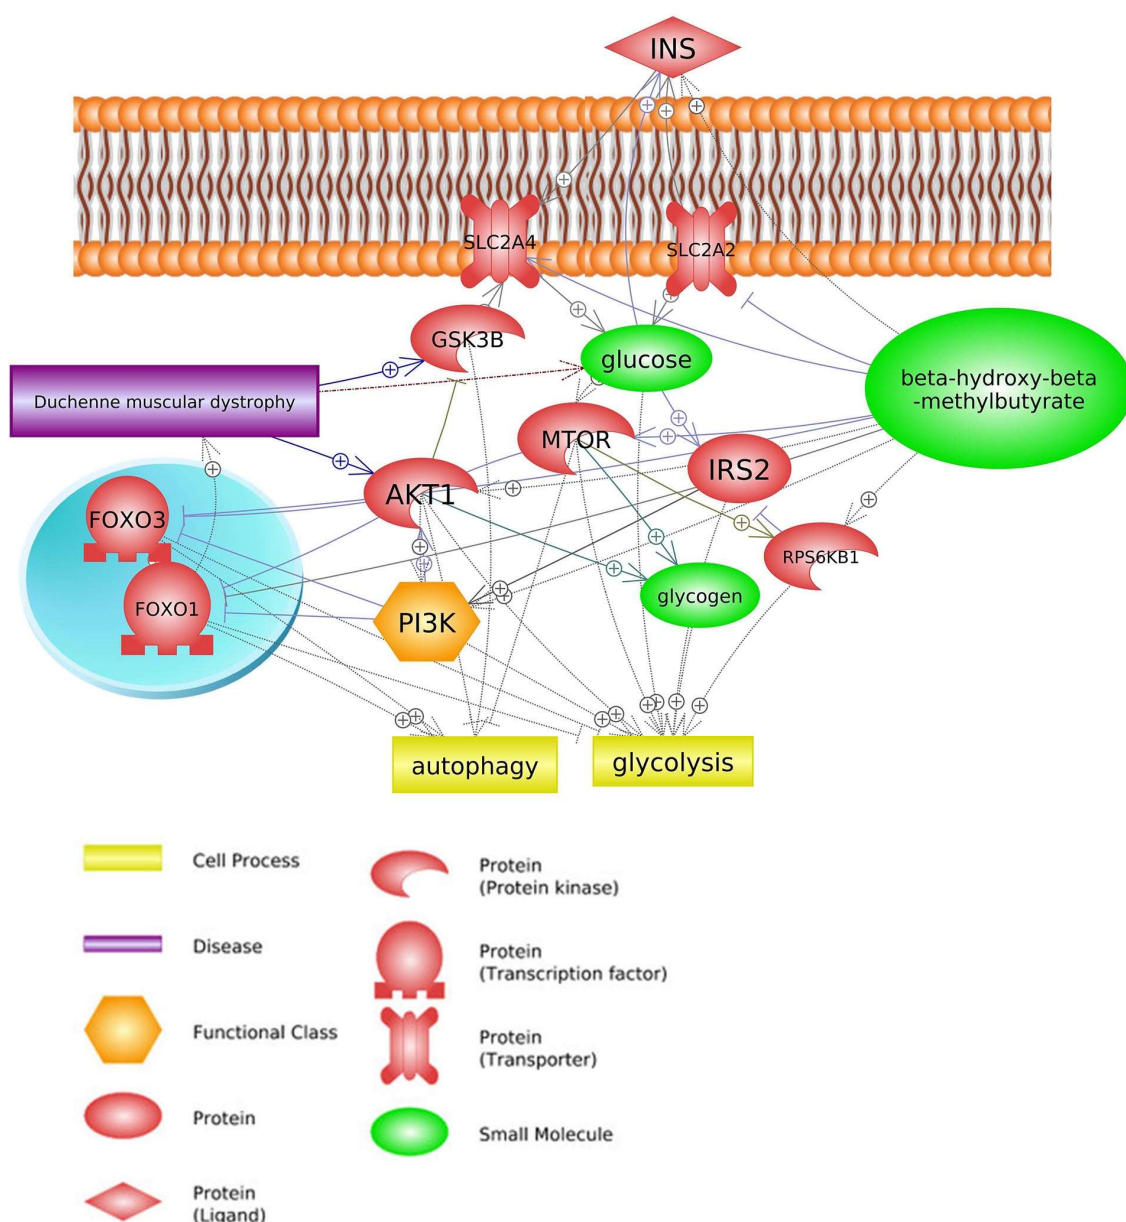 INS
SLC2A4
SLC2A2
GSK3B
glucose
beta-hydroxy-beta
-methylbutyrate
Duchenne muscular dystrophy
MTOR
IRS2
AKT1
FOXO3
RPS6KB1
glycogen
FOXO1
PI3K
autophagy
glycolysis
Cell Process
Disease
Functional Class
Protein
Protein
(Ligand)
Protein
(Protein kinase)
Protein
(Transcription factor)
Protein
(Transporter)
Small Molecule